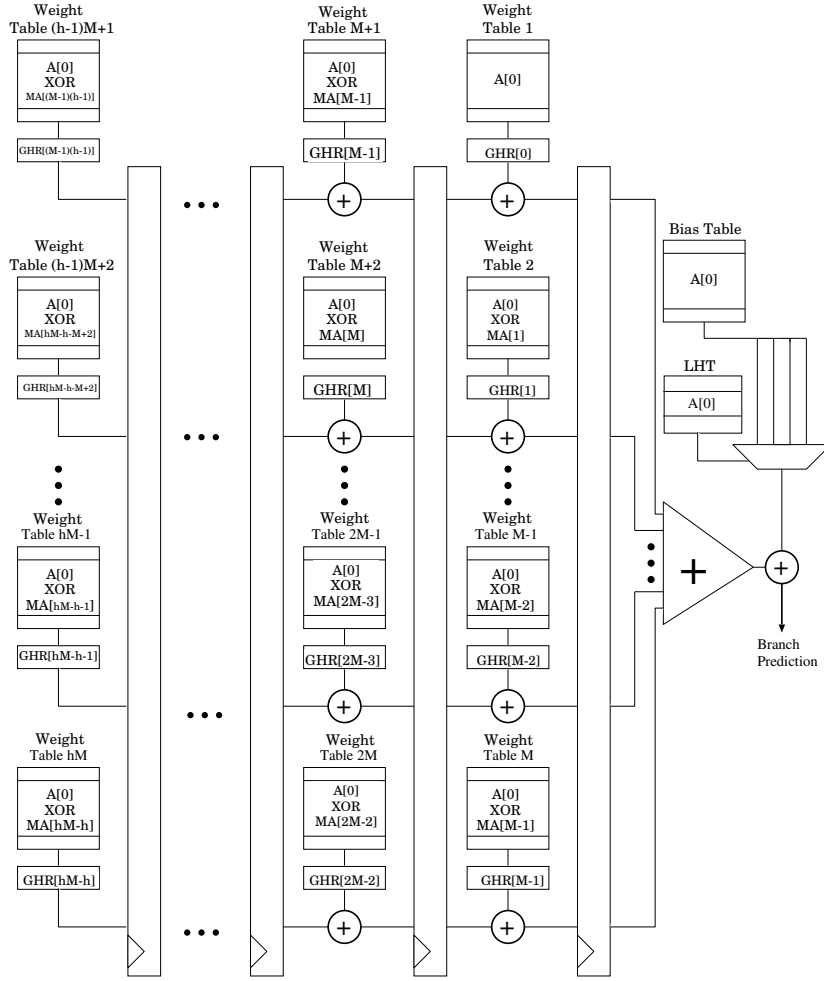 Weight
Table (h-1)M+1
A[0]
XOR
MA[(M-1)(h-1)]
GHR[(M-1)(h-1)]
Weight
Table M+1
A[0]
XOR
MA[M-1]
GHR[M-1]
+
Weight
Table 1
A[0]
GHR[0]
+
Weight
Table (h-1)M+2
A[0]
XOR
MA[hM-h-M+2]
GHR[hM-h-M+2]
Weight
Table M+2
A[0]
XOR
MA[M]
GHR[M]
+
Weight
Table 2
A[0]
XOR
MA[1]
GHR[1]
+
Bias Table
A[0]
LHT
A[0]
Weight
Table hM-1
A[0]
XOR
MA[hM-h-1]
GHR[hM-h-1]
Weight
Table 2M-1
A[0]
XOR
MA[2M-3]
GHR[2M-3]
+
Weight
Table M-1
A[0]
XOR
MA[M-2]
GHR[M-2]
+
+
+
Branch
Prediction
Weight
Table hM
A[0]
XOR
MA[hM-h]
GHR[hM-h]
Weight
Table 2M
A[0]
XOR
MA[2M-2]
GHR[2M-2]
+
Weight
Table M
A[0]
XOR
MA[M-1]
GHR[M-1]
+